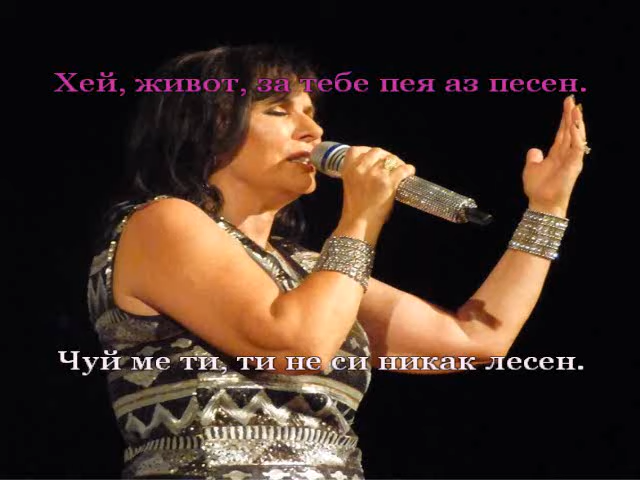 Хей, живот, за тебе пея аз песен.
Чуй ме ти, ти не си никак лесен.